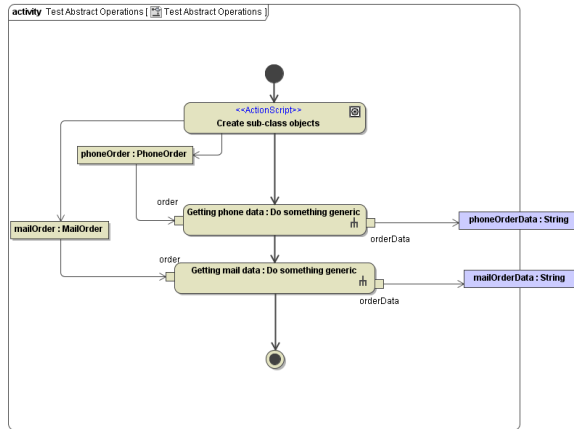 activity Test Abstract Operations [ Test Abstract Operations ]
<<ActionScript>>
Create sub-class objects
phoneOrder : PhoneOrder
order
Getting phone data : Do something generic
phoneOrderData : String
mailOrder : MailOrder
orderData
order
Getting mail data : Do something generic
mailOrderData : String
orderData